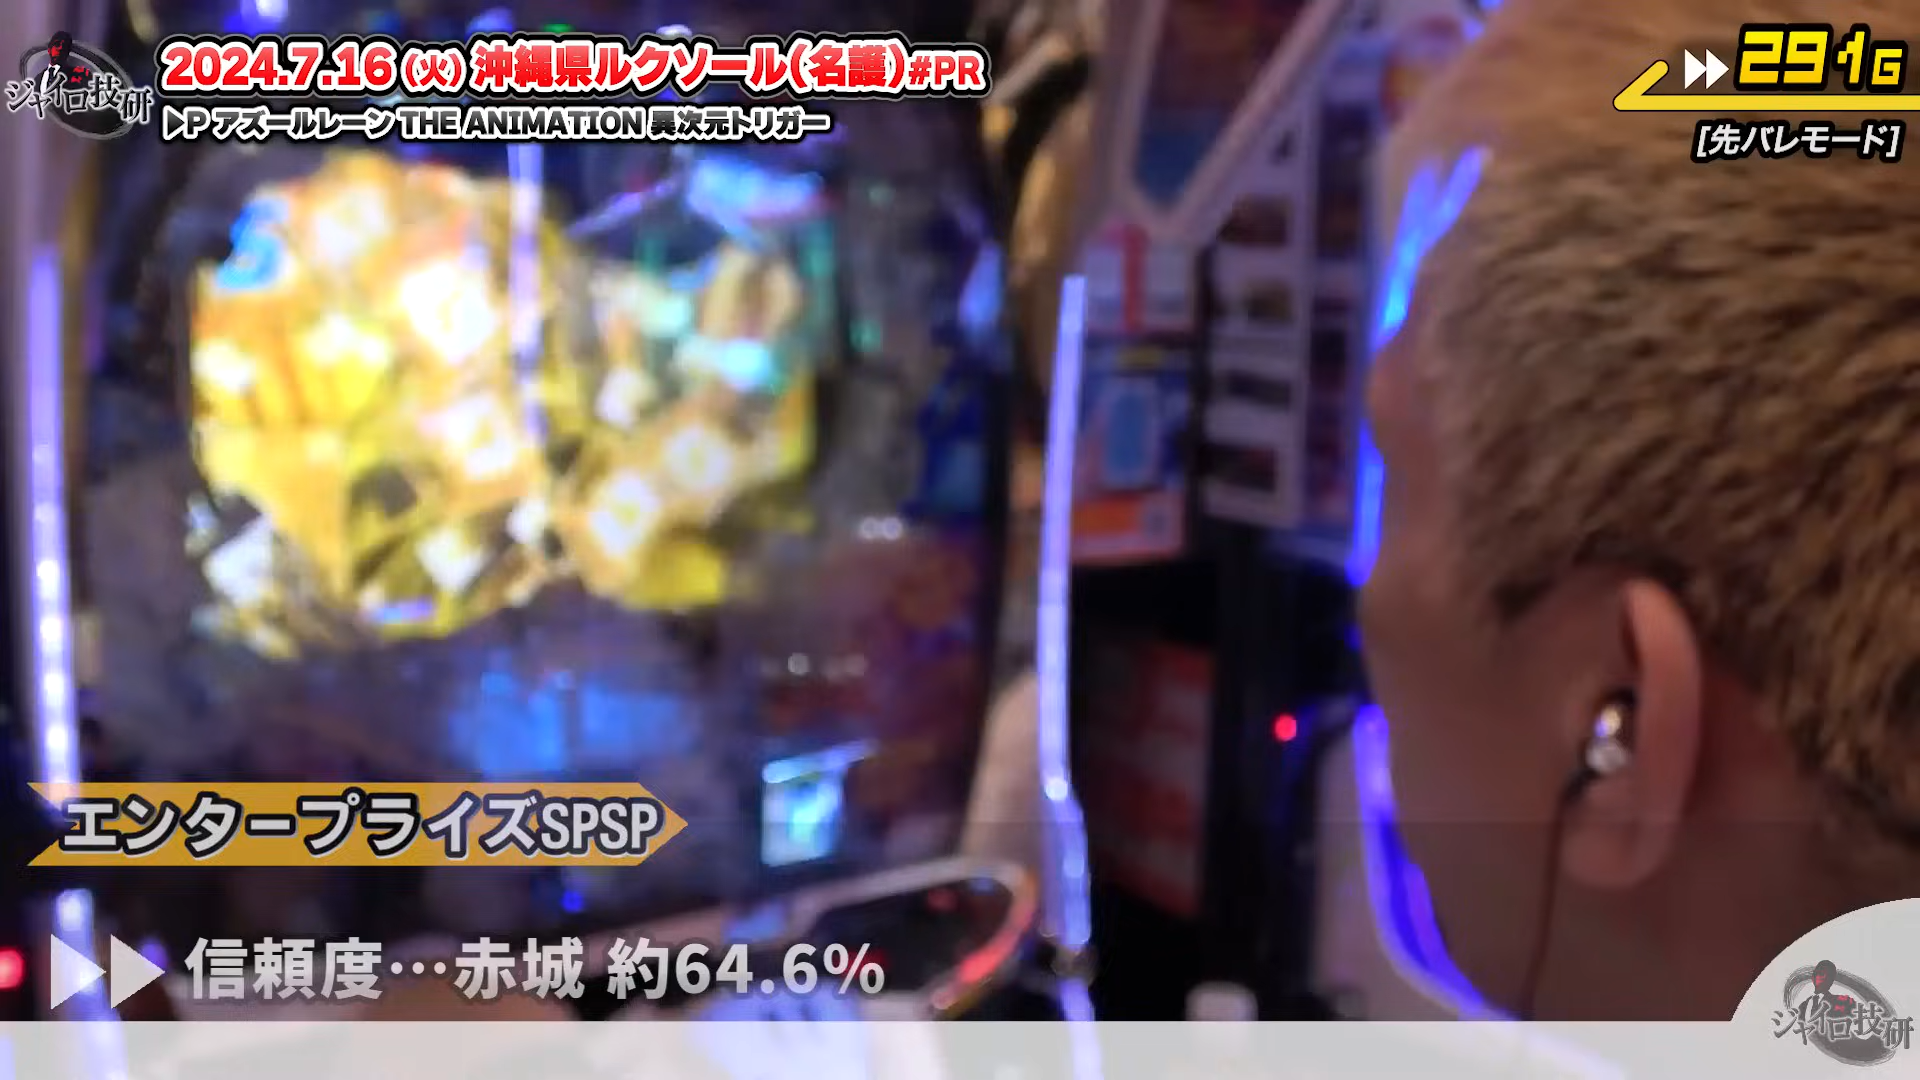 2024.7.16（火）沖縄県ルクソール（名護）#PR
▶P アズールレーン THE ANIMATION 異次元トリガー
ジャイロ技研
291G
[先バレモード]
エンタープライズSPSP
信頼度…赤城 約64.6%
ジャイロ技研